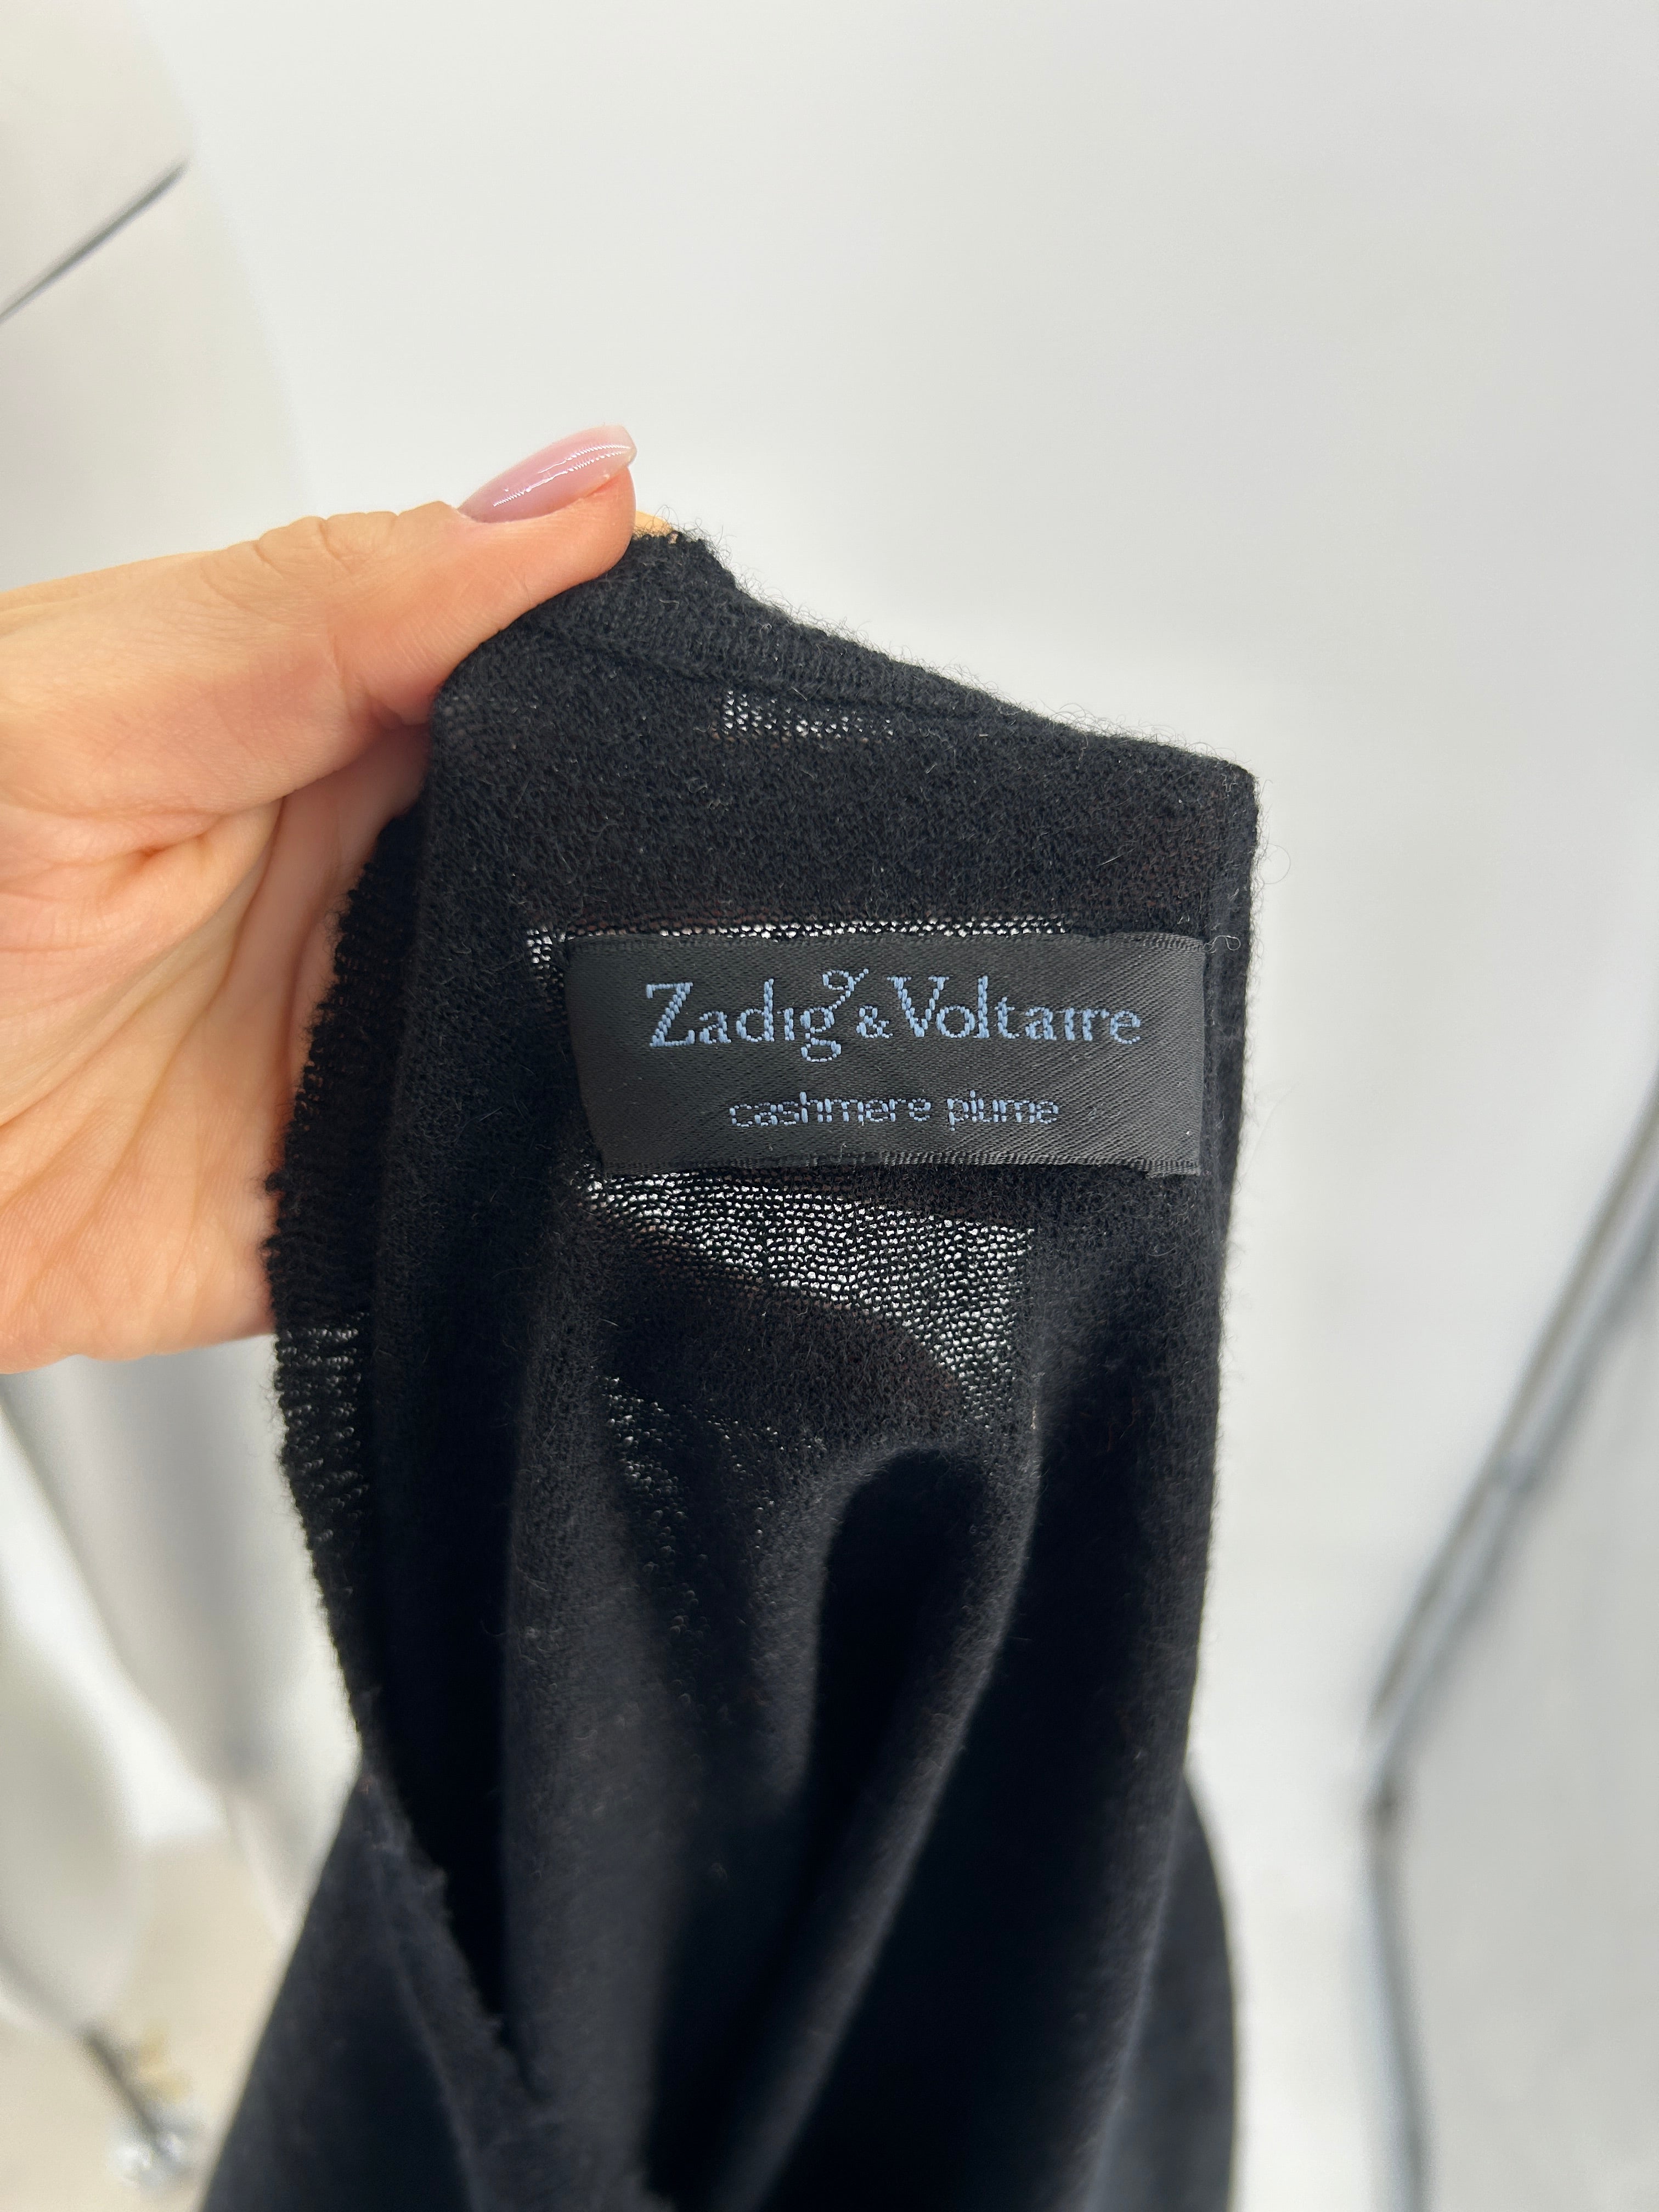 Zadig & Voltaire
cashmere plume